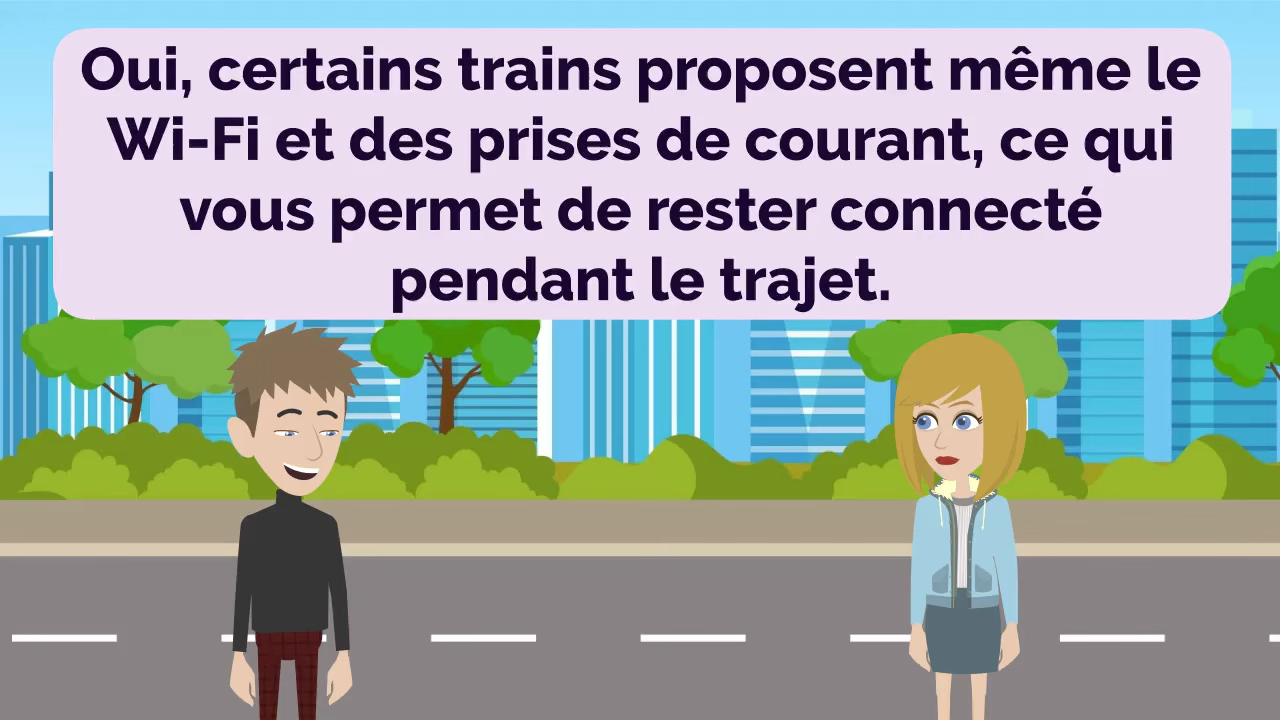 Oui, certains trains proposent même le
Wi-Fi et des prises de courant, ce qui
vous permet de rester connecté
pendant le trajet.